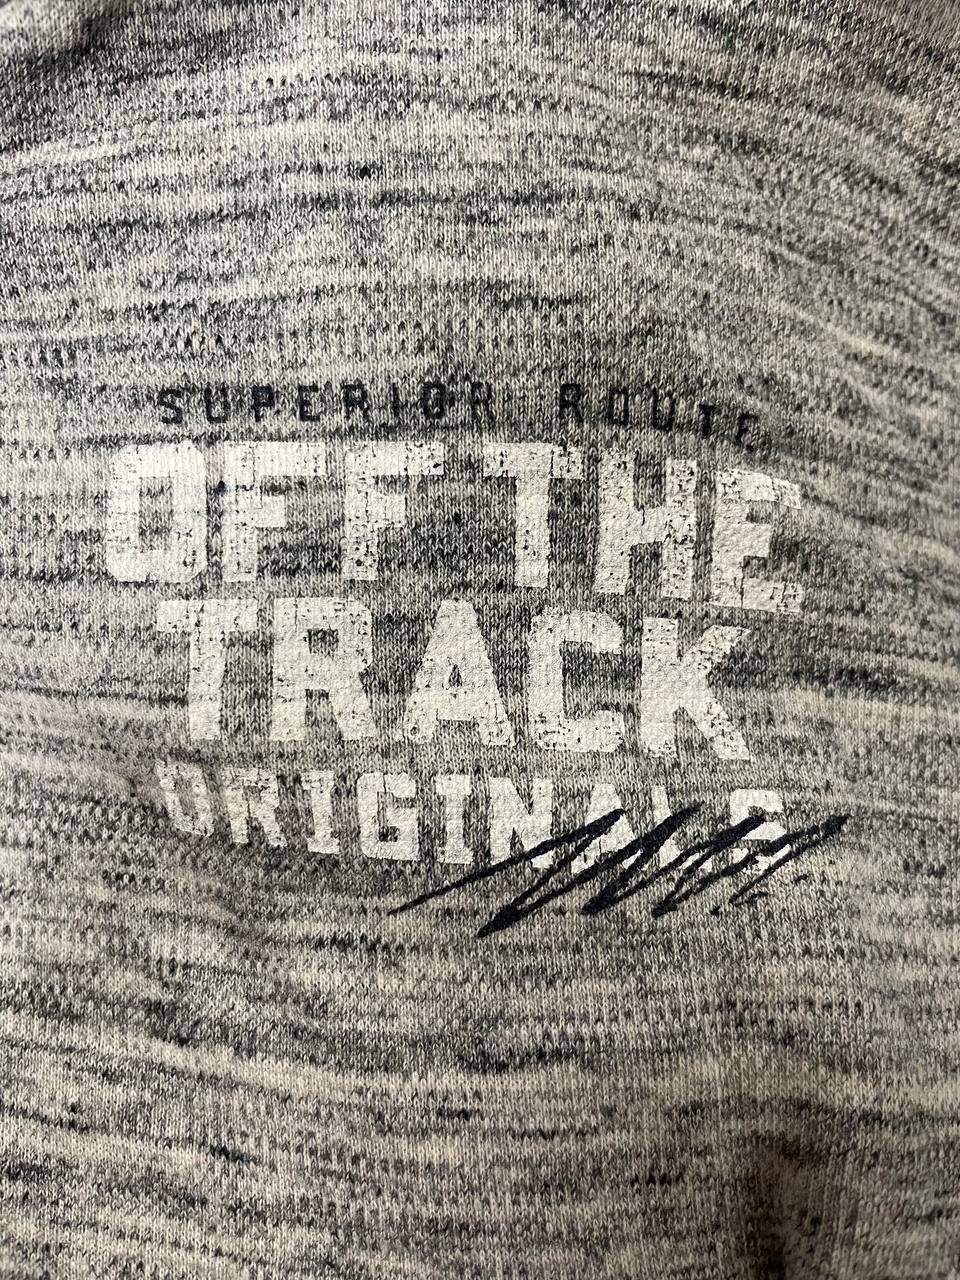 SUPERIOR ROUTE
OFF THE
TRACK
ORIGINALS